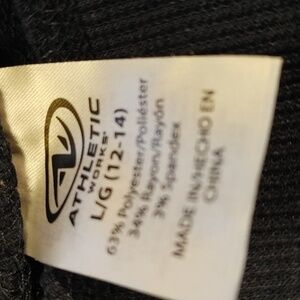 ATHLETIC
WORKS
L/G (12-14)
63% Polyester/Poliéster
34% Rayon/Rayón
3% Spandex
MADE IN/HECHO EN
CHINA